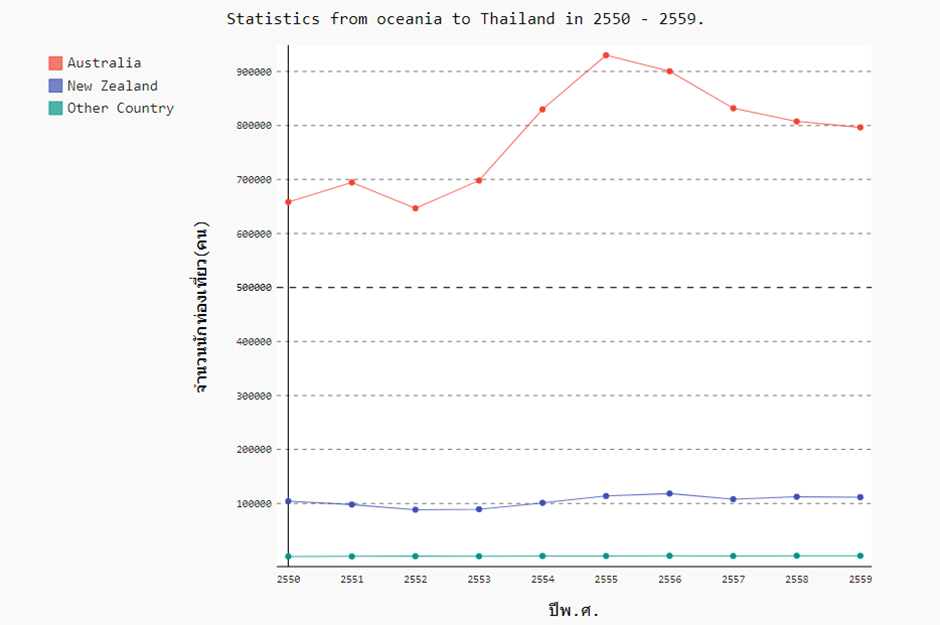 Statistics from oceania to Thailand in 2550 - 2559.
Australia
New Zealand
Other Country
จำนวนนักท่องเที่ยว(คน)
900000
800000
700000
600000
500000
400000
300000
200000
100000
2550 2551 2552 2553 2554 2555 2556 2557 2558 2559
ปีพ.ศ.